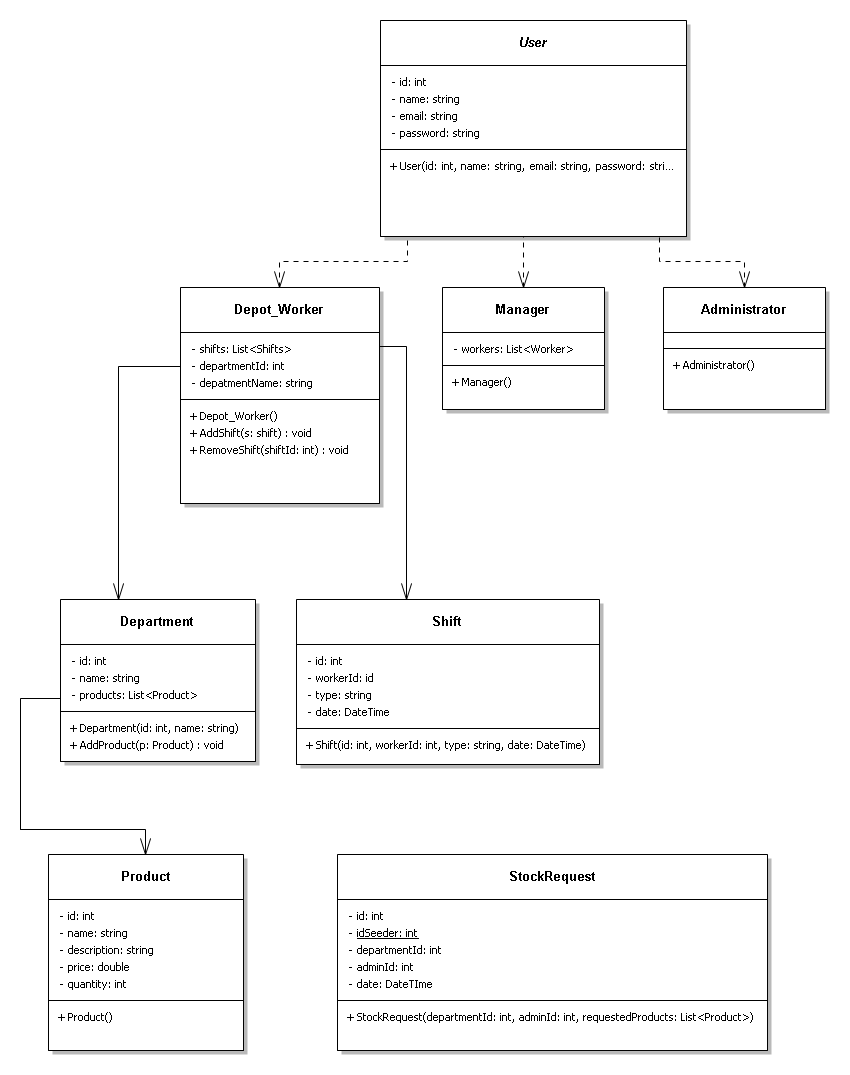 User
- id: int
- name: string
- email: string
- password: string
+ User(id: int, name: string, email: string, password: stri...
Depot_Worker
- shifts: List<Shifts>
- departmentId: int
- depatmentName: string
+ Depot_Worker()
+ AddShift(s: shift) : void
+ RemoveShift(shiftId: int) : void
Manager
- workers: List<Worker>
+ Manager()
Administrator
+ Administrator()
Department
- id: int
- name: string
- products: List<Product>
+ Department(id: int, name: string)
+ AddProduct(p: Product) : void
Shift
- id: int
- workerId: id
- type: string
- date: DateTime
+ Shift(id: int, workerId: int, type: string, date: DateTime)
Product
- id: int
- name: string
- description: string
- price: double
- quantity: int
+ Product()
StockRequest
- id: int
- idSeeder: int
- departmentId: int
- adminId: int
- date: DateTIme
+ StockRequest(departmentId: int, adminId: int, requestedProducts: List<Product>)